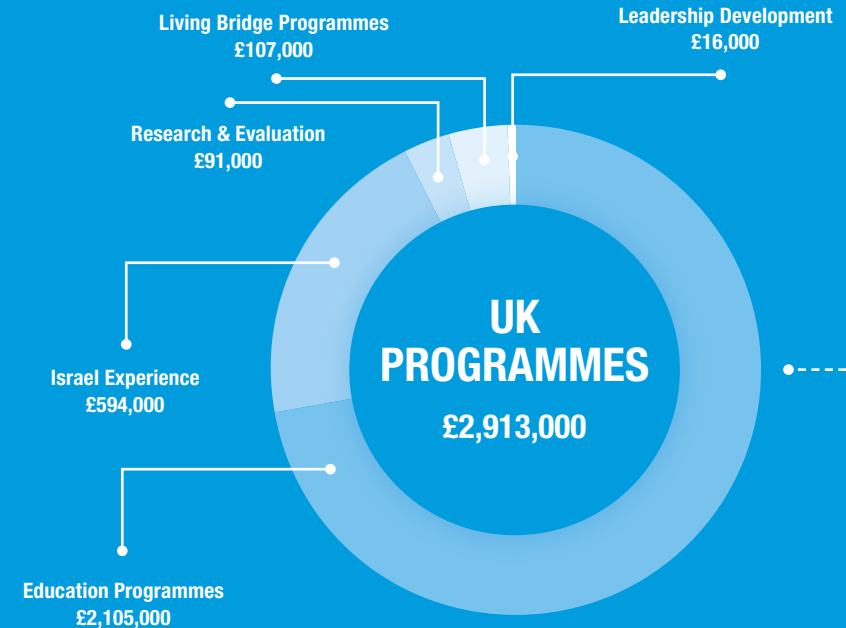 Living Bridge Programmes
£107,000
Leadership Development
£16,000
Research & Evaluation
£91,000
UK
PROGRAMMES
£2,913,000
Israel Experience
£594,000
Education Programmes
£2,105,000